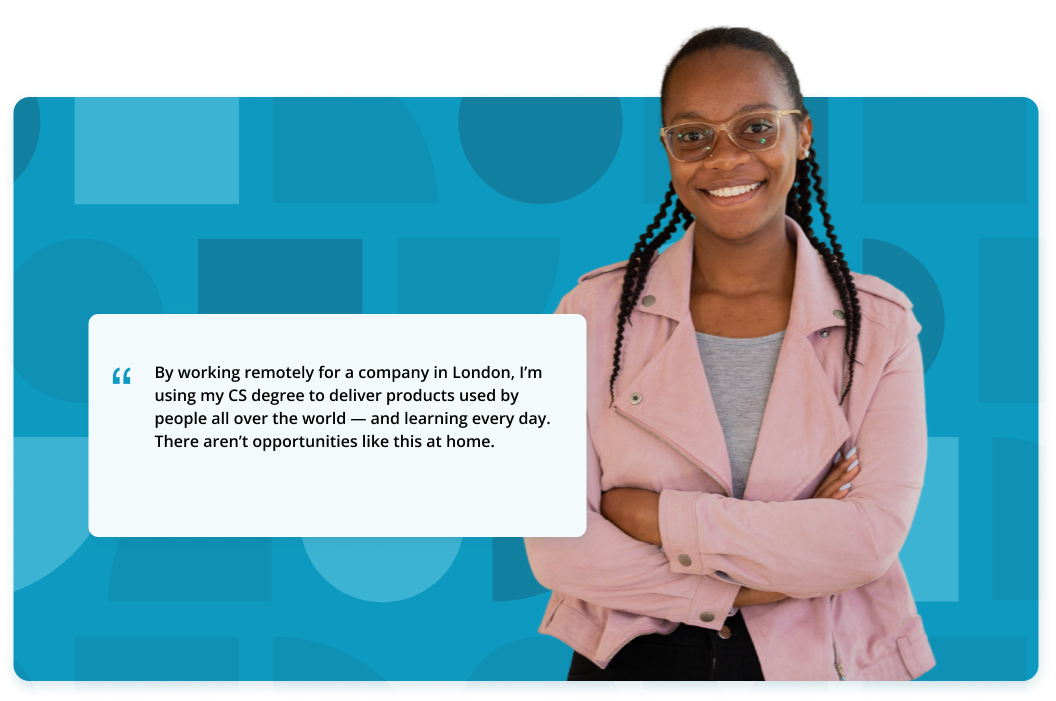 “ By working remotely for a company in London, I’m
using my CS degree to deliver products used by
people all over the world — and learning every day.
There aren’t opportunities like this at home.